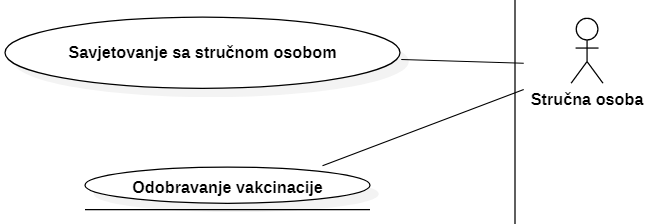 Savjetovanje sa stručnom osobom
Stručna osoba
Odobravanje vakcinacije